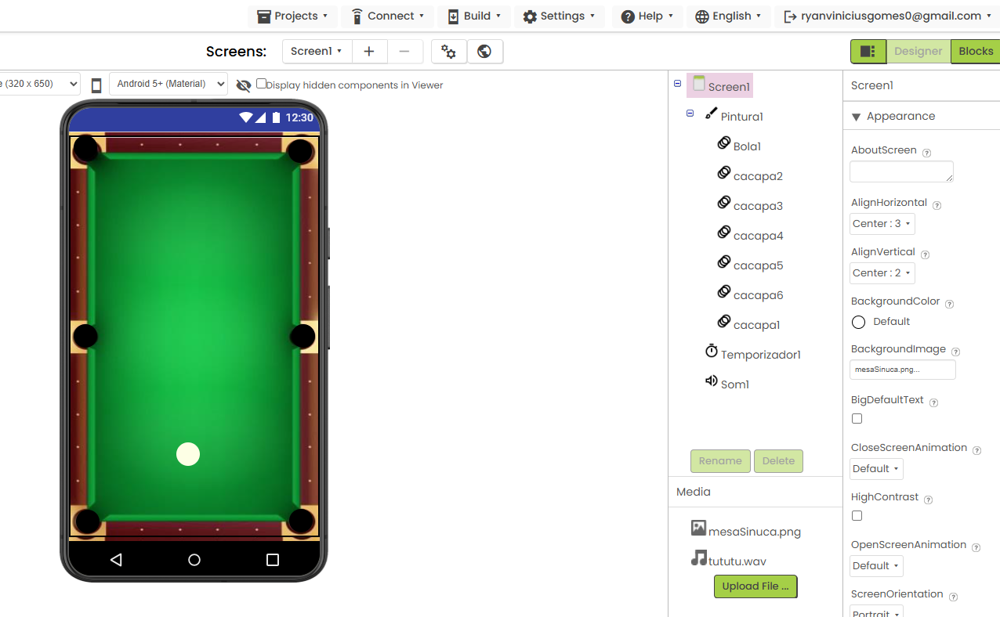 Projects Connect Build Settings Help English ryanviniciusgomes0@gmail.com
Screens: Screen1 + − Designer Blocks
e (320 x 650) Android 5+ (Material) Display hidden components in Viewer
12:30
Screen1
Pintura1
Bola1
cacapa2
cacapa3
cacapa4
cacapa5
cacapa6
cacapa1
Temporizador1
Som1
Rename Delete
Media
mesaSinuca.png
tututu.wav
Upload File ...
Screen1
Appearance
AboutScreen ?
AlignHorizontal ?
Center : 3
AlignVertical ?
Center : 2
BackgroundColor ?
Default
BackgroundImage ?
mesaSinuca.png...
BigDefaultText ?
CloseScreenAnimation ?
Default
HighContrast ?
OpenScreenAnimation ?
Default
ScreenOrientation ?
Portrait